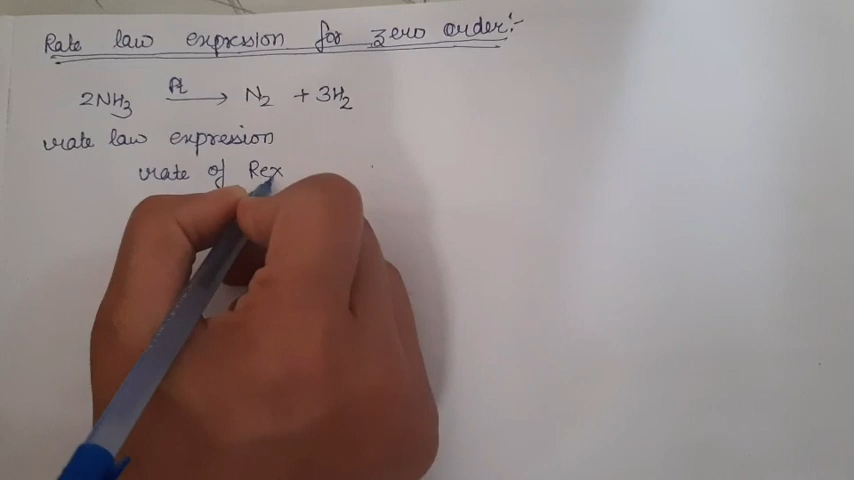 Rate law expression for zero order:-
Pt
2NH3 → N2 + 3H2
rate law expression
rate of Rex